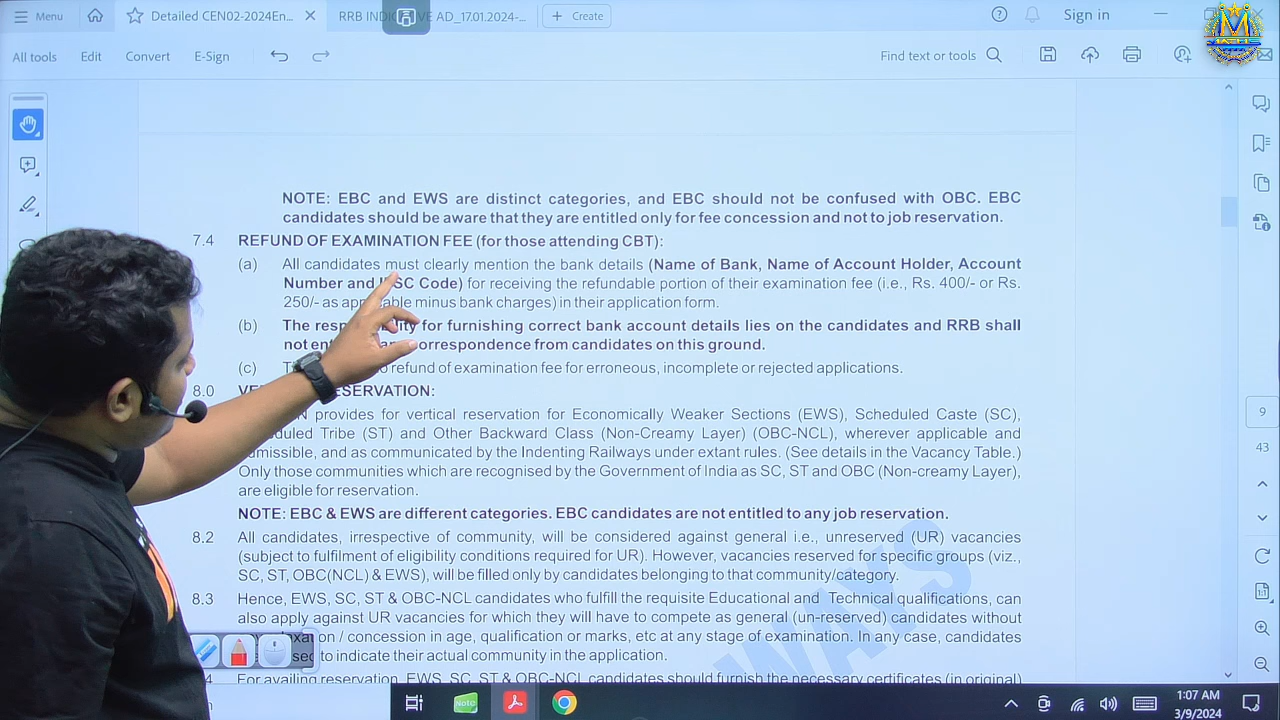 Menu
Detailed CEN02-2024En...
RRB INDIC VE AD_17.01.2024-...
Create
Sign in
M
MATHS
All tools Edit Convert E-Sign
Find text or tools
NOTE: EBC and EWS are distinct categories, and EBC should not be confused with OBC. EBC
candidates should be aware that they are entitled only for fee concession and not to job reservation.
7.4 REFUND OF EXAMINATION FEE (for those attending CBT):
(a) All candidates must clearly mention the bank details (Name of Bank, Name of Account Holder, Account
Number and SC Code) for receiving the refundable portion of their examination fee (i.e., Rs. 400/- or Rs.
250/- as applicable minus bank charges) in their application form.
(b) The resp ity for furnishing correct bank account details lies on the candidates and RRB shall
not correspondence from candidates on this ground.
(c) refund of examination fee for erroneous, incomplete or rejected applications.
8.0 ESERVATION:
provides for vertical reservation for Economically Weaker Sections (EWS), Scheduled Caste (SC),
duled Tribe (ST) and Other Backward Class (Non-Creamy Layer) (OBC-NCL), wherever applicable and
missible, and as communicated by the Indenting Railways under extant rules. (See details in the Vacancy Table.)
Only those communities which are recognised by the Government of India as SC, ST and OBC (Non-creamy Layer),
are eligible for reservation.
NOTE: EBC & EWS are different categories. EBC candidates are not entitled to any job reservation.
8.2 All candidates, irrespective of community, will be considered against general i.e., unreserved (UR) vacancies
(subject to fulfilment of eligibility conditions required for UR). However, vacancies reserved for specific groups (viz.,
SC, ST, OBC(NCL) & EWS), will be filled only by candidates belonging to that community/category.
8.3 Hence, EWS, SC, ST & OBC-NCL candidates who fulfill the requisite Educational and Technical qualifications, can
also apply against UR vacancies for which they will have to compete as general (un-reserved) candidates without
/ concession in age, qualification or marks, etc at any stage of examination. In any case, candidates
to indicate their actual community in the application.
4 For availing reservation, EWS, SC, ST & OBC-NCL candidates should furnish the necessary certificates (in original)
WAYS
9
43
1:1
Note
1:07 AM
3/9/2024